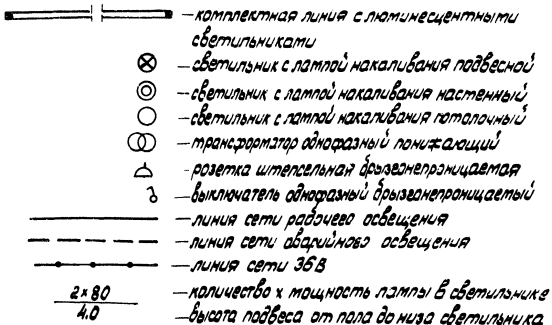 — комплектная линия с люминесцентными
светильниками
— светильник с лампой накаливания подвесной
— светильник с лампой накаливания настенный
— светильник с лампой накаливания потолочный
— трансформатор однофазный понижающий
— розетка штепсельная брызгонепроницаемая
— выключатель однофазный брызгонепроницаемый
— линия сети рабочего освещения
— линия сети аварийного освещения
— линия сети 36 В
2×80 — количество х мощность лампы в светильнике
4.0 — высота подвеса от пола до низа светильника